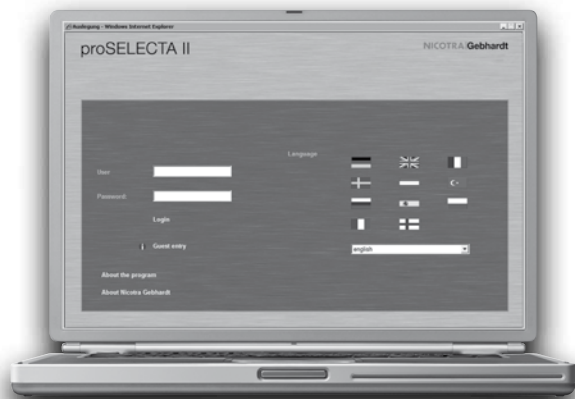 Auslegung - Windows Internet Explorer
proSELECTA II
NICOTRA Gebhardt
Language
User
Password:
Login
i Guest entry
english
About the program
About Nicotra Gebhardt